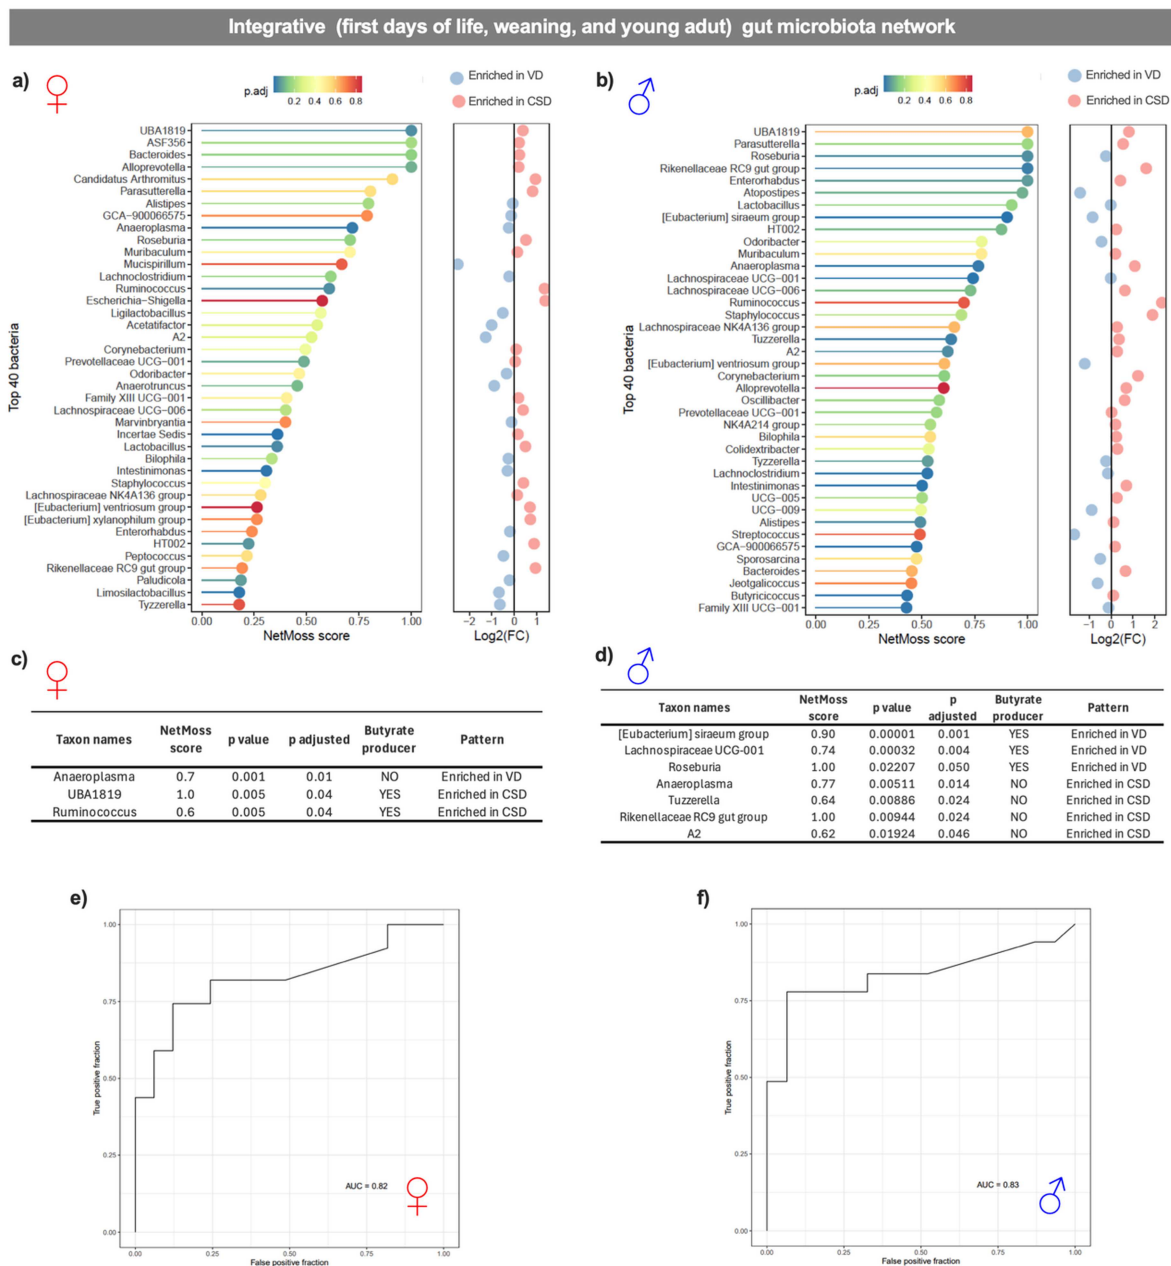 Integrative (first days of life, weaning, and young adut) gut microbiota network
a)
p.adj
0.2 0.4 0.6 0.8
Enriched in VD
Enriched in CSD
Top 40 bacteria
UBA1819
ASF356
Bacteroides
Alloprevotella
Candidatus Arthromitus
Parasutterella
Alistipes
GCA-900066575
Anaeroplasma
Roseburia
Muribaculum
Mucispirillum
Lachnoclostridium
Ruminococcus
Escherichia-Shigella
Ligilactobacillus
Acetatifactor
A2
Corynebacterium
Prevotellaceae UCG-001
Odoribacter
Anaerotruncus
Family XIII UCG-001
Lachnospiraceae UCG-006
Marvinbryantia
Incertae Sedis
Lactobacillus
Bilophila
Intestinimonas
Staphylococcus
Lachnospiraceae NK4A136 group
[Eubacterium] ventriosum group
[Eubacterium] xylanophilum group
Enterorhabdus
HT002
Peptococcus
Rikenellaceae RC9 gut group
Paludicola
Limosilactobacillus
Tyzzerella
0.00 0.25 0.50 0.75 1.00
NetMoss score
−2 −1 0 1
Log2(FC)
b)
p.adj
0.2 0.4 0.6 0.8
Enriched in VD
Enriched in CSD
Top 40 bacteria
UBA1819
Parasutterella
Roseburia
Rikenellaceae RC9 gut group
Enterorhabdus
Atopostipes
Lactobacillus
[Eubacterium] siraeum group
HT002
Odoribacter
Muribaculum
Anaeroplasma
Lachnospiraceae UCG-001
Lachnospiraceae UCG-006
Ruminococcus
Staphylococcus
Lachnospiraceae NK4A136 group
Tuzzerella
A2
[Eubacterium] ventriosum group
Corynebacterium
Alloprevotella
Oscillibacter
Prevotellaceae UCG-001
NK4A214 group
Bilophila
Colidextribacter
Tyzzerella
Lachnoclostridium
Intestinimonas
UCG-005
UCG-009
Alistipes
Streptococcus
GCA-900066575
Sporosarcina
Bacteroides
Jeotgalicoccus
Butyricicoccus
Family XIII UCG-001
0.00 0.25 0.50 0.75 1.00
NetMoss score
−1 0 1 2
Log2(FC)
c)
Taxon names NetMoss score p value p adjusted Butyrate producer Pattern
Anaeroplasma 0.7 0.001 0.01 NO Enriched in VD
UBA1819 1.0 0.005 0.04 YES Enriched in CSD
Ruminococcus 0.6 0.005 0.04 YES Enriched in CSD
d)
Taxon names NetMoss score p value p adjusted Butyrate producer Pattern
[Eubacterium] siraeum group 0.90 0.00001 0.001 YES Enriched in VD
Lachnospiraceae UCG-001 0.74 0.00032 0.004 YES Enriched in VD
Roseburia 1.00 0.02207 0.050 YES Enriched in VD
Anaeroplasma 0.77 0.00511 0.014 NO Enriched in CSD
Tuzzerella 0.64 0.00886 0.024 NO Enriched in CSD
Rikenellaceae RC9 gut group 1.00 0.00944 0.024 NO Enriched in CSD
A2 0.62 0.01924 0.046 NO Enriched in CSD
e)
True positive fraction
1.00
0.75
0.50
0.25
0.00
AUC = 0.82
0.00 0.25 0.50 0.75 1.00
False positive fraction
f)
True positive fraction
1.00
0.75
0.50
0.25
0.00
AUC = 0.83
0.00 0.25 0.50 0.75 1.00
False positive fraction